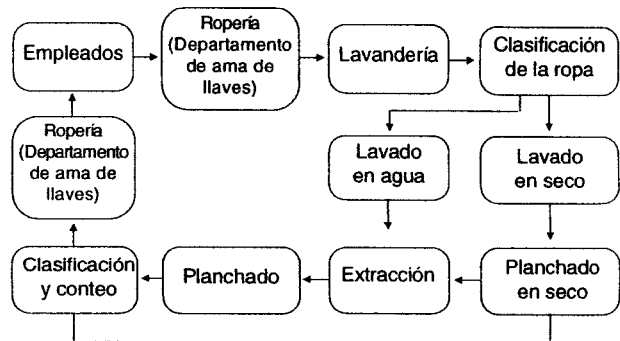 Empleados
Ropería
(Departamento
de ama de
llaves)
Lavandería
Clasificación
de la ropa
Ropería
(Departamento
de ama de
llaves)
Lavado
en agua
Lavado
en seco
Clasificación
y conteo
Planchado
Extracción
Planchado
en seco